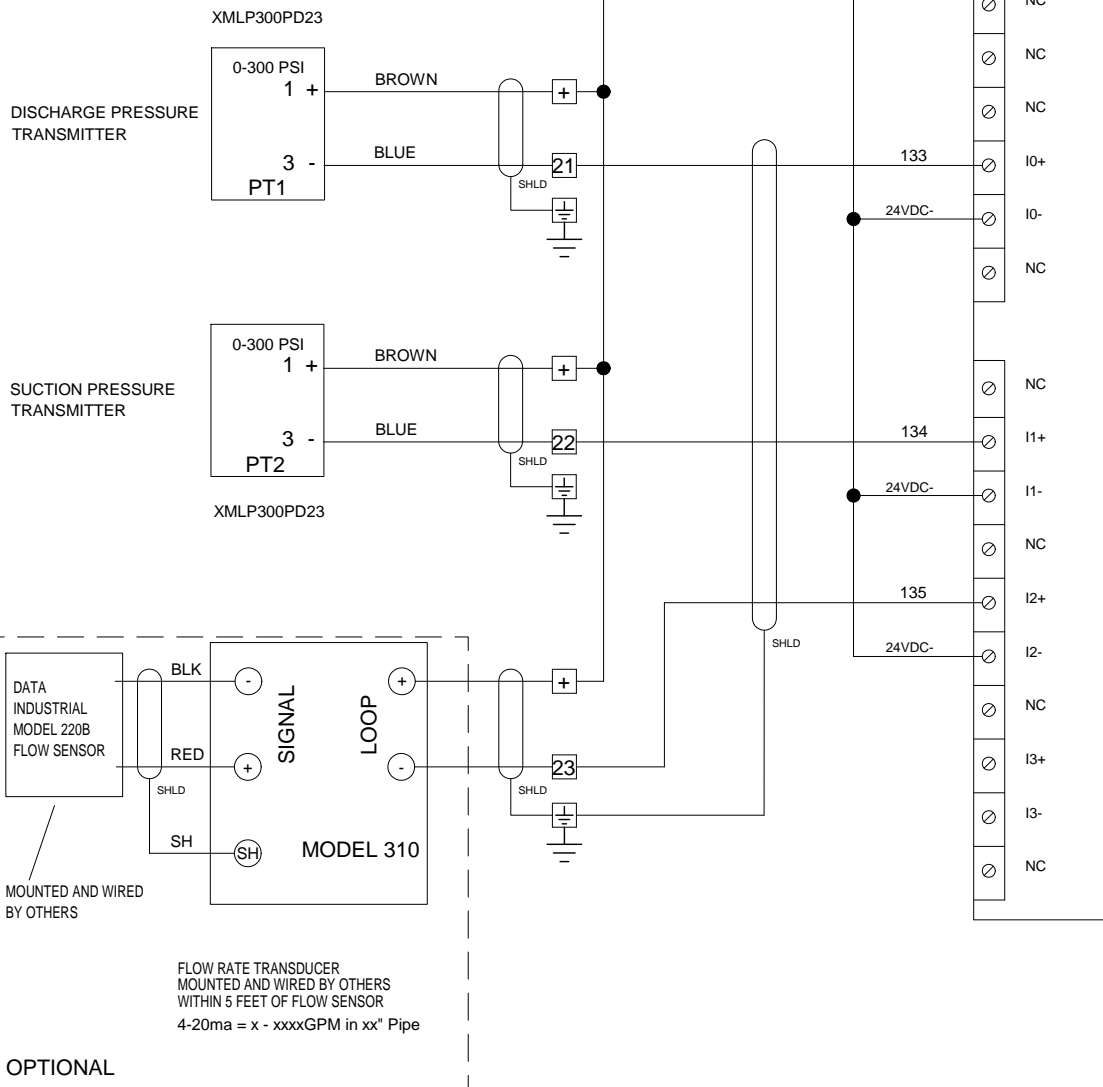 XMLP300PD23
NC
0-300 PSI
1 +
BROWN
+
NC
DISCHARGE PRESSURE
TRANSMITTER
NC
3 -
PT1
BLUE
21
SHLD
133
I0+
24VDC-
I0-
NC
0-300 PSI
1 +
BROWN
+
SUCTION PRESSURE
TRANSMITTER
NC
3 -
PT2
BLUE
22
SHLD
134
I1+
XMLP300PD23
24VDC-
I1-
NC
135
I2+
SHLD
24VDC-
I2-
DATA
INDUSTRIAL
MODEL 220B
FLOW SENSOR
BLK
-
SIGNAL
LOOP
+
+
NC
RED
+
-
23
SHLD
SHLD
I3+
I3-
SH
SH
MODEL 310
NC
MOUNTED AND WIRED
BY OTHERS
FLOW RATE TRANSDUCER
MOUNTED AND WIRED BY OTHERS
WITHIN 5 FEET OF FLOW SENSOR
4-20ma = x - xxxxGPM in xx" Pipe
OPTIONAL